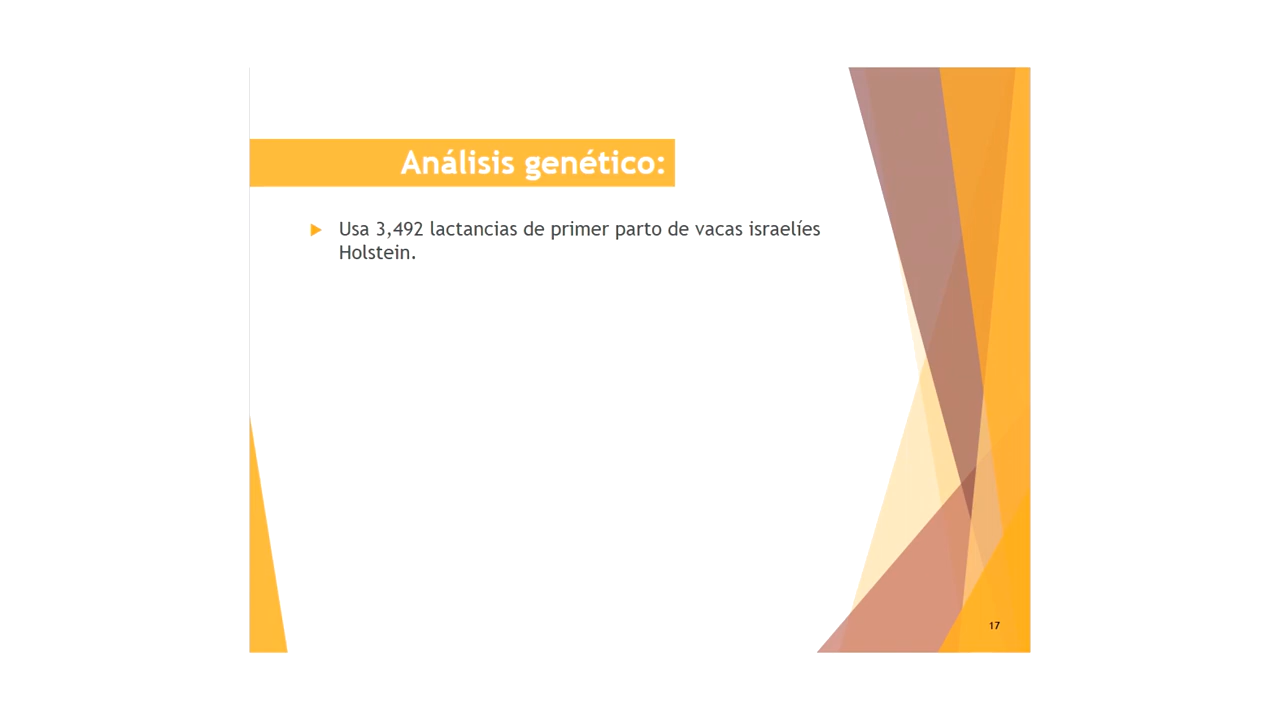 Análisis genético:
Usa 3,492 lactancias de primer parto de vacas israelíes
Holstein.
17